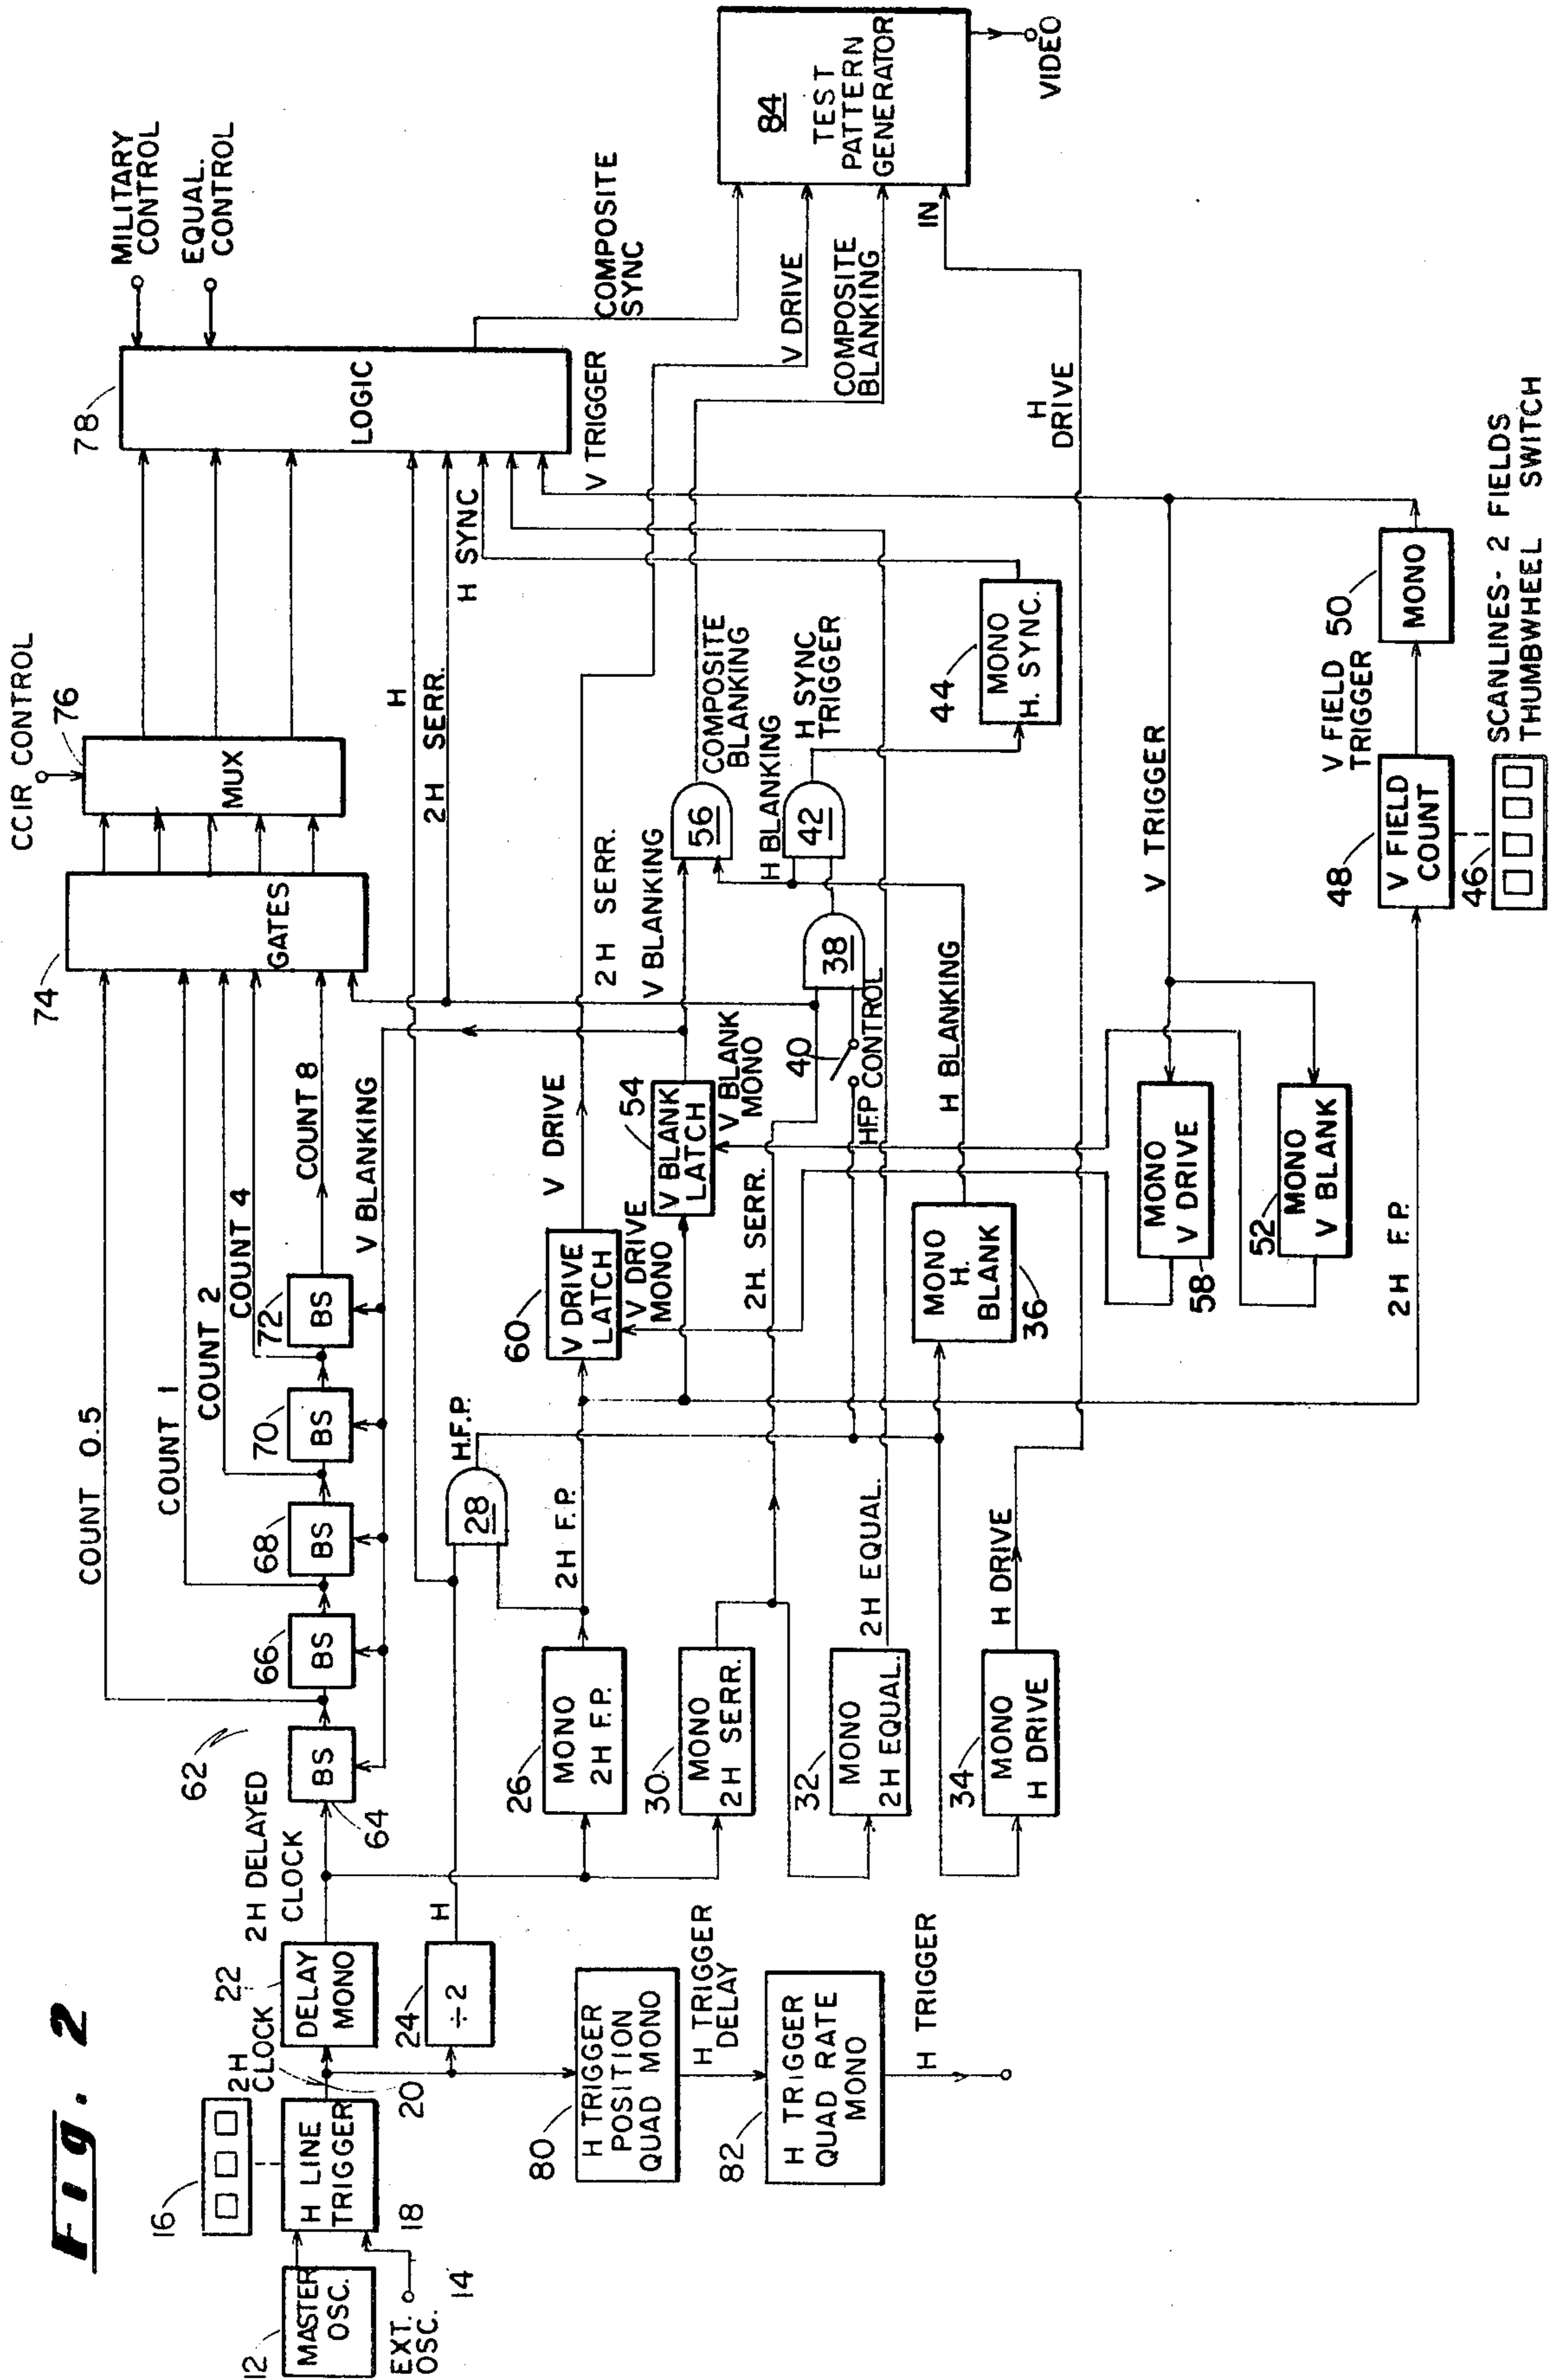 Fig. 2
12
MASTER
OSC.
EXT.
OSC.
14
16
H LINE
TRIGGER
18
2H
CLOCK
20
22
DELAY
MONO
2H DELAYED
CLOCK
24
÷2
H
80
H TRIGGER
POSITION
QUAD MONO
H TRIGGER
DELAY
82
H TRIGGER
QUAD RATE
MONO
H TRIGGER
62
64
BS
66
BS
68
BS
70
BS
72
BS
COUNT 0.5
COUNT 1
COUNT 2
COUNT 4
COUNT 8
V BLANKING
26
MONO
2H F.P.
2H F.P.
28
H.F.P.
30
MONO
2H SERR.
2H. SERR.
32
MONO
2H EQUAL.
2H EQUAL.
34
MONO
H DRIVE
H DRIVE
36
MONO
H.
BLANK
H BLANKING
60
V DRIVE
LATCH
V DRIVE
MONO
V DRIVE
54
V BLANK
LATCH
V BLANK
MONO
V BLANKING
2H SERR.
40
HF.P CONTROL
38
42
H BLANKING
H SYNC
TRIGGER
56
COMPOSITE
BLANKING
44
MONO
H. SYNC.
58
MONO
V DRIVE
52
MONO
V BLANK
2H F.P.
V TRIGGER
46
48
V FIELD
COUNT
V FIELD
TRIGGER
50
MONO
SCANLINES- 2 FIELDS
THUMBWHEEL SWITCH
74
GATES
CCIR CONTROL
76
MUX
H
2H SERR.
H SYNC
V TRIGGER
78
LOGIC
MILITARY
CONTROL
EQUAL.
CONTROL
COMPOSITE
SYNC
V DRIVE
COMPOSITE
BLANKING
H
DRIVE
IN
84
TEST
PATTERN
GENERATOR
VIDEO